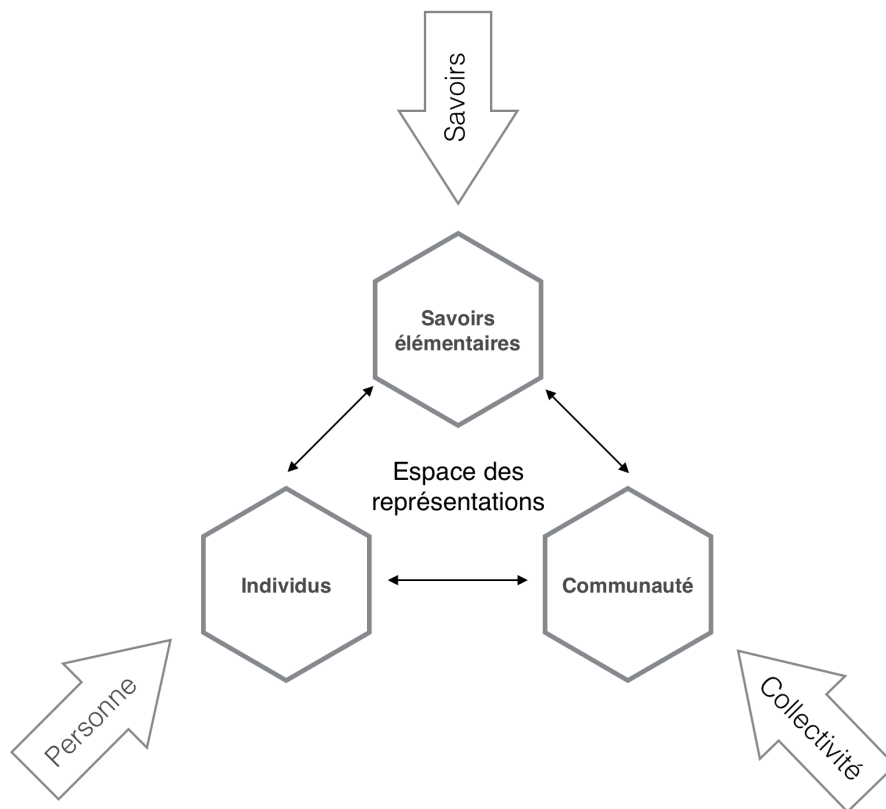 Savoirs
Savoirs
élémentaires
Espace des
représentations
Individus
Communauté
Personne
Collectivité